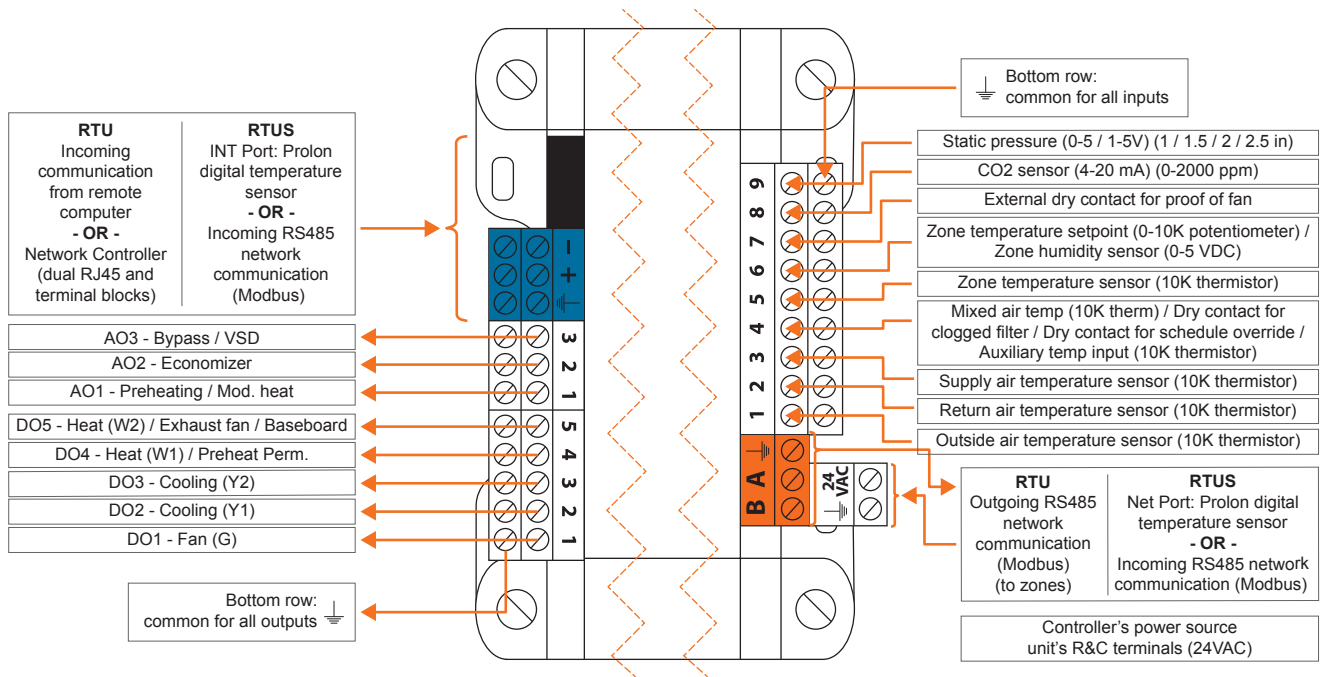 RTU
Incoming
communication
from remote
computer
- OR -
Network Controller
(dual RJ45 and
terminal blocks)
RTUS
INT Port: Prolon
digital temperature
sensor
- OR -
Incoming RS485
network
communication
(Modbus)
AO3 - Bypass / VSD
AO2 - Economizer
AO1 - Preheating / Mod. heat
DO5 - Heat (W2) / Exhaust fan / Baseboard
DO4 - Heat (W1) / Preheat Perm.
DO3 - Cooling (Y2)
DO2 - Cooling (Y1)
DO1 - Fan (G)
Bottom row:
common for all outputs
–
+
3
2
1
5
4
3
2
1
9
8
7
6
5
4
3
2
1
A
B
24
VAC
Bottom row:
common for all inputs
Static pressure (0-5 / 1-5V) (1 / 1.5 / 2 / 2.5 in)
CO2 sensor (4-20 mA) (0-2000 ppm)
External dry contact for proof of fan
Zone temperature setpoint (0-10K potentiometer) /
Zone humidity sensor (0-5 VDC)
Zone temperature sensor (10K thermistor)
Mixed air temp (10K therm) / Dry contact for
clogged filter / Dry contact for schedule override /
Auxiliary temp input (10K thermistor)
Supply air temperature sensor (10K thermistor)
Return air temperature sensor (10K thermistor)
Outside air temperature sensor (10K thermistor)
RTU
Outgoing RS485
network
communication
(Modbus)
(to zones)
RTUS
Net Port: Prolon digital
temperature sensor
- OR -
Incoming RS485 network
communication (Modbus)
Controller's power source
unit's R&C terminals (24VAC)